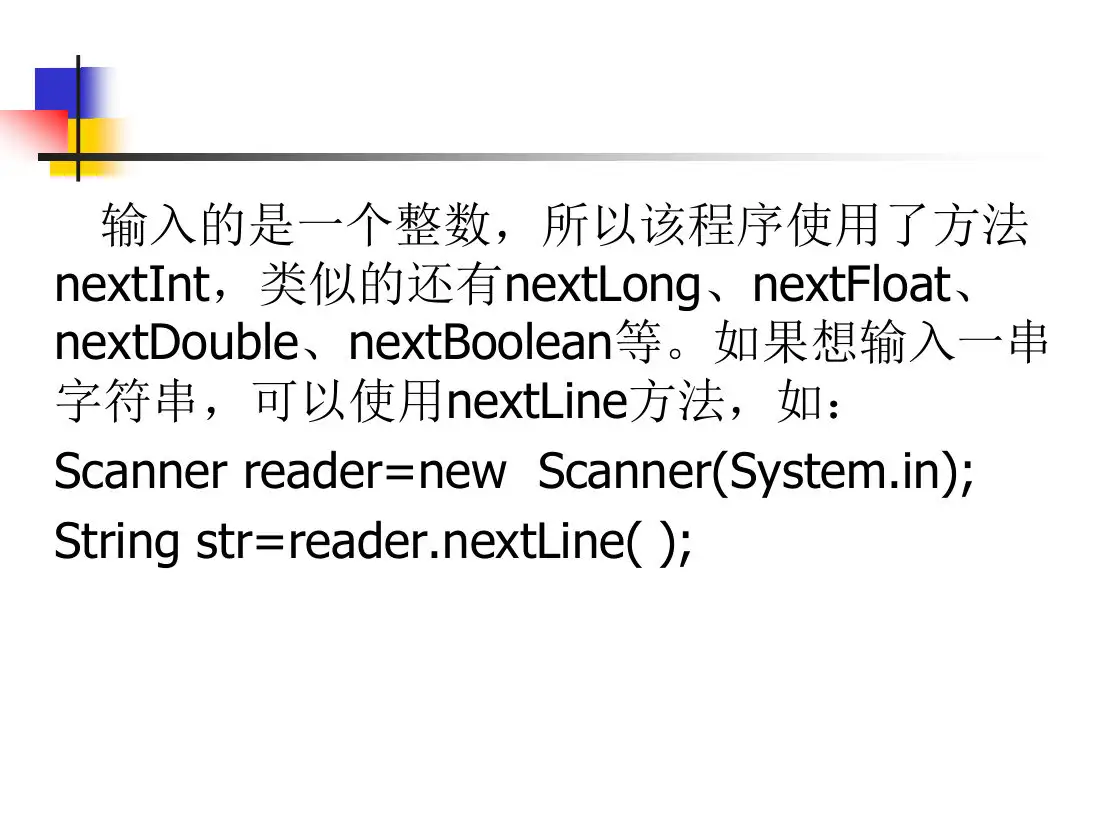 输入的是一个整数，所以该程序使用了方法
nextInt，类似的还有nextLong、nextFloat、
nextDouble、nextBoolean等。如果想输入一串
字符串，可以使用nextLine方法，如：
Scanner reader=new  Scanner(System.in);
String str=reader.nextLine( );